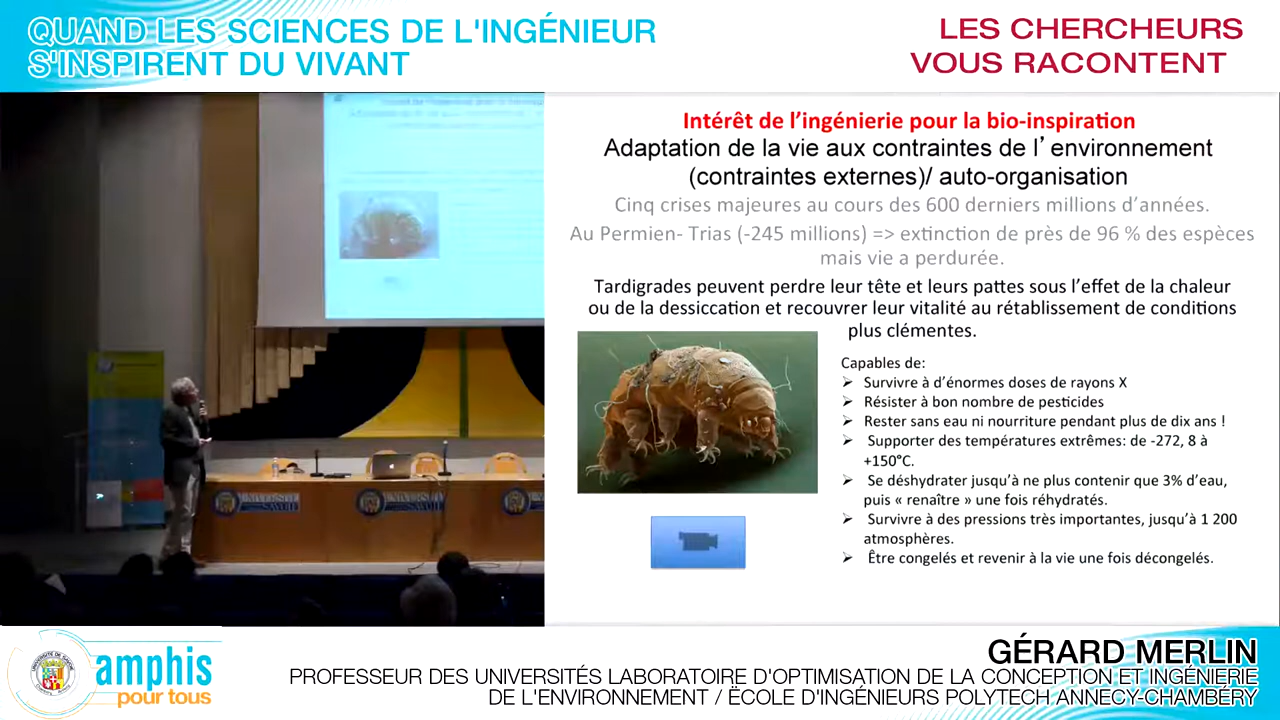 QUAND LES SCIENCES DE L'INGÉNIEUR
S'INSPIRENT DU VIVANT
LES CHERCHEURS
VOUS RACONTENT
Intérêt de l'ingénierie pour la bio-inspiration
Adaptation de la vie aux contraintes de l' environnement
(contraintes externes)/ auto-organisation
Cinq crises majeures au cours des 600 derniers millions d'années.
Au Permien- Trias (-245 millions) => extinction de près de 96 % des espèces
mais vie a perdurée.
Tardigrades peuvent perdre leur tête et leurs pattes sous l'effet de la chaleur
ou de la dessiccation et recouvrer leur vitalité au rétablissement de conditions
plus clémentes.
Capables de:
➢ Survivre à d'énormes doses de rayons X
➢ Résister à bon nombre de pesticides
➢ Rester sans eau ni nourriture pendant plus de dix ans !
➢ Supporter des températures extrêmes: de -272, 8 à
+150°C.
➢ Se déshydrater jusqu'à ne plus contenir que 3% d'eau,
puis « renaître » une fois réhydratés.
➢ Survivre à des pressions très importantes, jusqu'à 1 200
atmosphères.
➢ Être congelés et revenir à la vie une fois décongelés.
UNIVERSITÉ
SAVOIE
UNIVERSITÉ
SAVOIE
UNIVERSITÉ
SAVOIE
amphis
pour tous
GÉRARD MERLIN
PROFESSEUR DES UNIVERSITÉS LABORATOIRE D'OPTIMISATION DE LA CONCEPTION ET INGÉNIERIE
DE L'ENVIRONNEMENT / ËCOLE D'INGÉNIEURS POLYTECH ANNECY-CHAMBÉRY